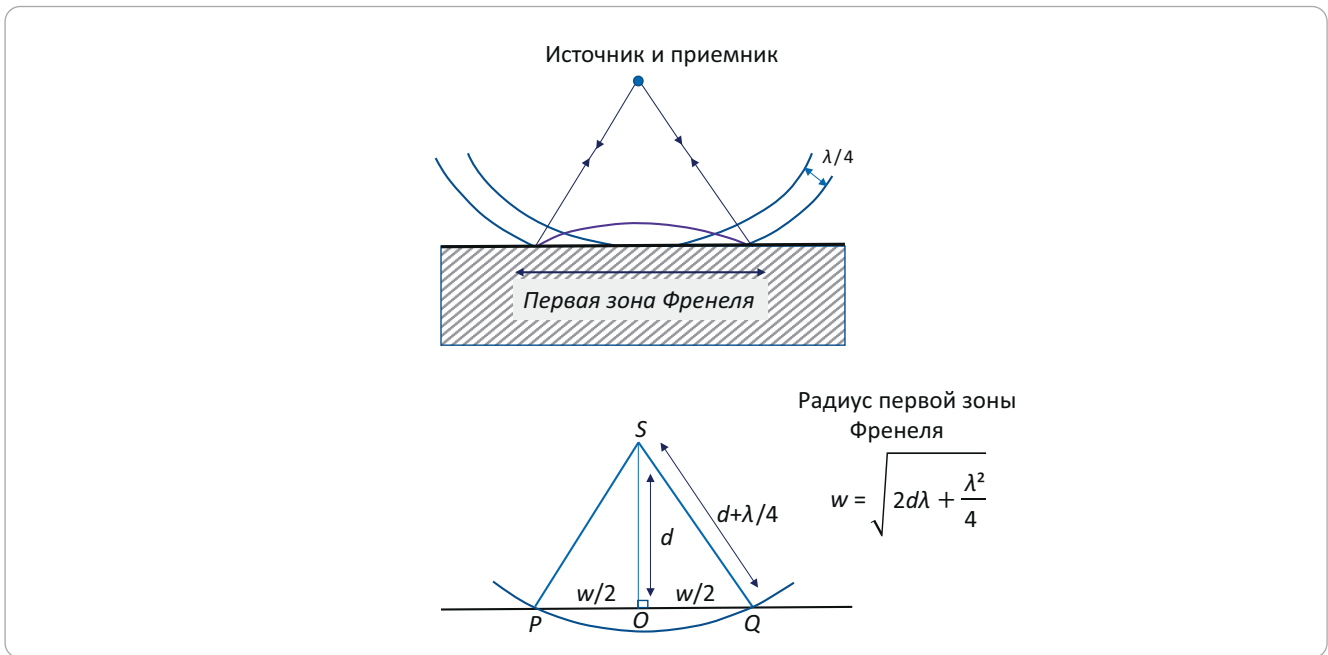 Источник и приемник
λ/4
Первая зона Френеля
Радиус первой зоны
Френеля
w = √(2dλ + λ²/4)
S
d+λ/4
d
w/2 w/2
P O Q